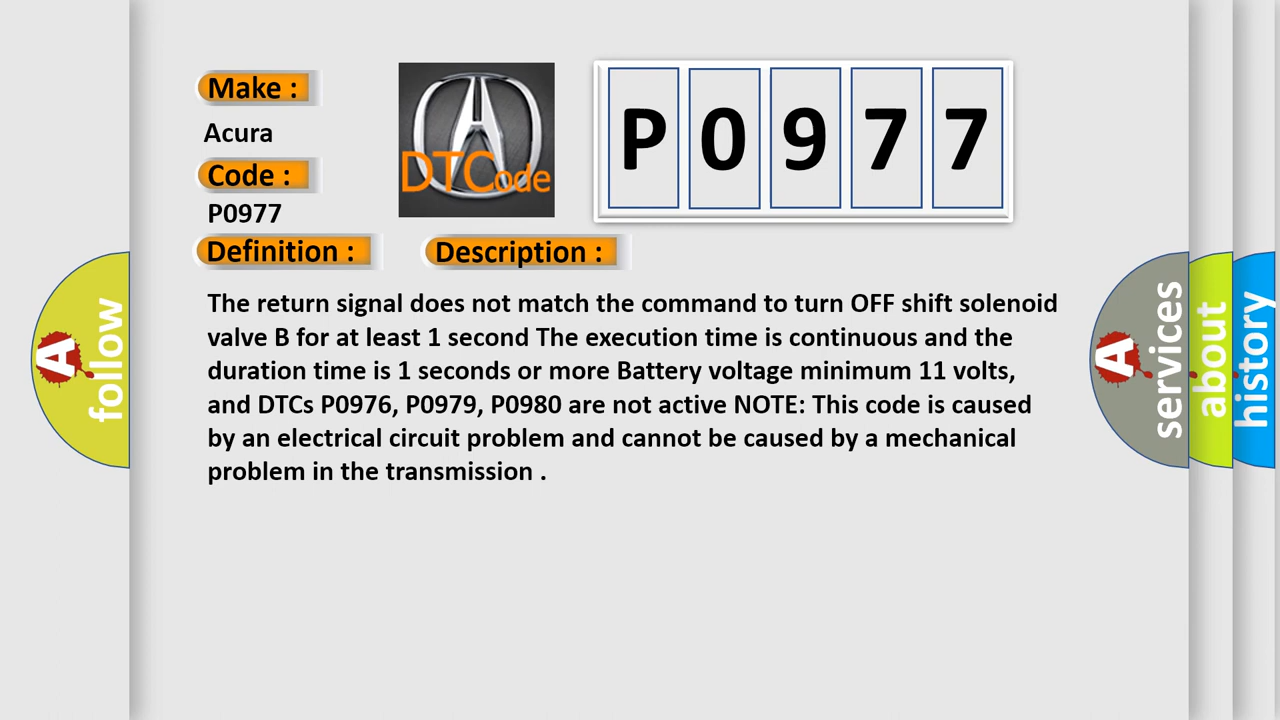 Make :
Acura
Code :
P0977
Definition :
Description :
DTCode
P0977
The return signal does not match the command to turn OFF shift solenoid
valve B for at least 1 second The execution time is continuous and the
duration time is 1 seconds or more Battery voltage minimum 11 volts,
and DTCs P0976, P0979, P0980 are not active NOTE: This code is caused
by an electrical circuit problem and cannot be caused by a mechanical
problem in the transmission .
A
follow
A
services
about
history